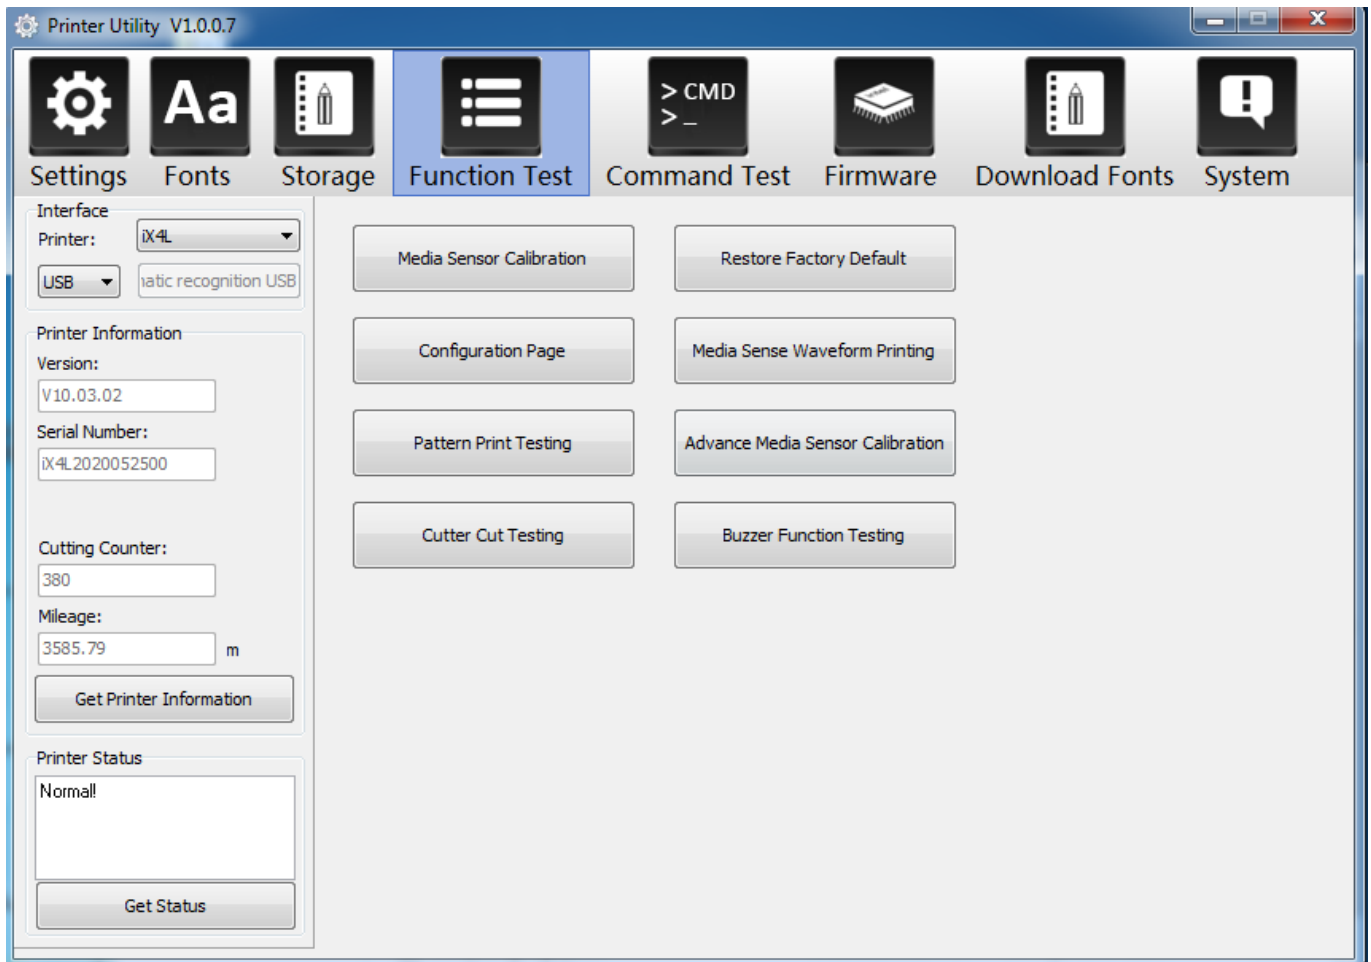 Printer Utility V1.0.0.7
Aa
> CMD
> _
Settings Fonts Storage Function Test Command Test Firmware Download Fonts System
Interface
Printer: iX4L
USB matic recognition USB
Printer Information
Version:
V10.03.02
Serial Number:
iX4L2020052500
Cutting Counter:
380
Mileage:
3585.79 m
Get Printer Information
Printer Status
Normal!
Get Status
Media Sensor Calibration Restore Factory Default
Configuration Page Media Sense Waveform Printing
Pattern Print Testing Advance Media Sensor Calibration
Cutter Cut Testing Buzzer Function Testing